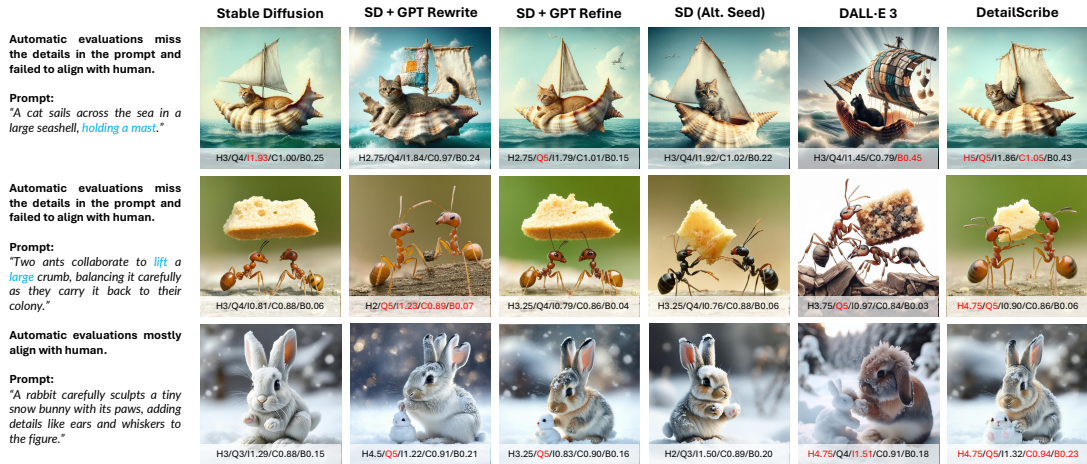 Stable Diffusion
SD + GPT Rewrite
SD + GPT Refine
SD (Alt. Seed)
DALL·E 3
DetailScribe
Automatic evaluations miss
the details in the prompt and
failed to align with human.
Prompt:
"A cat sails across the sea in a
large seashell, holding a mast."
H3/Q4/I1.93/C1.00/B0.25
H2.75/Q4/I1.84/C0.97/B0.24
H2.75/Q5/I1.79/C1.01/B0.15
H3/Q4/I1.92/C1.02/B0.22
H3/Q4/I1.45/C0.79/B0.45
H5/Q5/I1.86/C1.05/B0.43
Automatic evaluations miss
the details in the prompt and
failed to align with human.
Prompt:
"Two ants collaborate to lift a
large crumb, balancing it carefully
as they carry it back to their
colony."
H3/Q4/I0.81/C0.88/B0.06
H2/Q5/I1.23/C0.89/B0.07
H3.25/Q4/I0.79/C0.86/B0.04
H3.25/Q4/I0.76/C0.88/B0.06
H3.75/Q5/I0.97/C0.84/B0.03
H4.75/Q5/I0.90/C0.86/B0.06
Automatic evaluations mostly
align with human.
Prompt:
"A rabbit carefully sculpts a tiny
snow bunny with its paws, adding
details like ears and whiskers to
the figure."
H3/Q3/I1.29/C0.88/B0.15
H4.5/Q5/I1.22/C0.91/B0.21
H3.25/Q5/I0.83/C0.90/B0.16
H2/Q3/I1.50/C0.89/B0.20
H4.75/Q4/I1.51/C0.91/B0.18
H4.75/Q5/I1.32/C0.94/B0.23